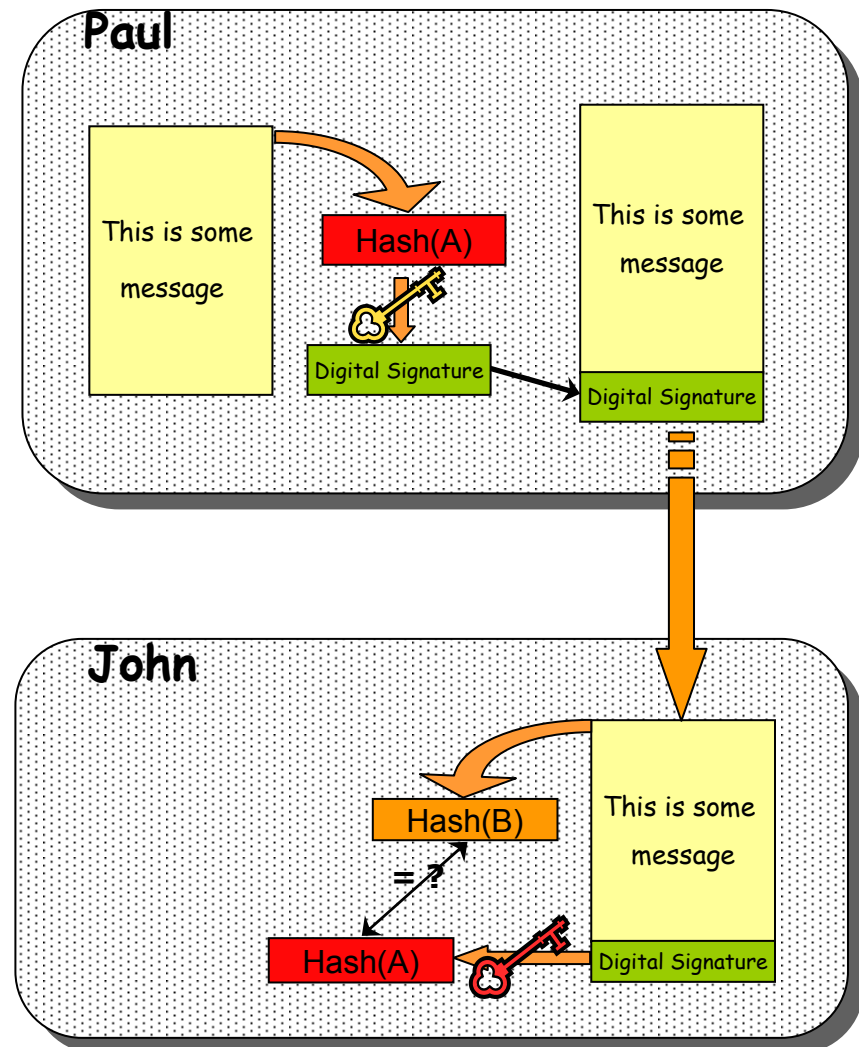 Paul
This is some
message
Hash(A)
Digital Signature
This is some
message
Digital Signature
John
Hash(B)
= ?
Hash(A)
This is some
message
Digital Signature